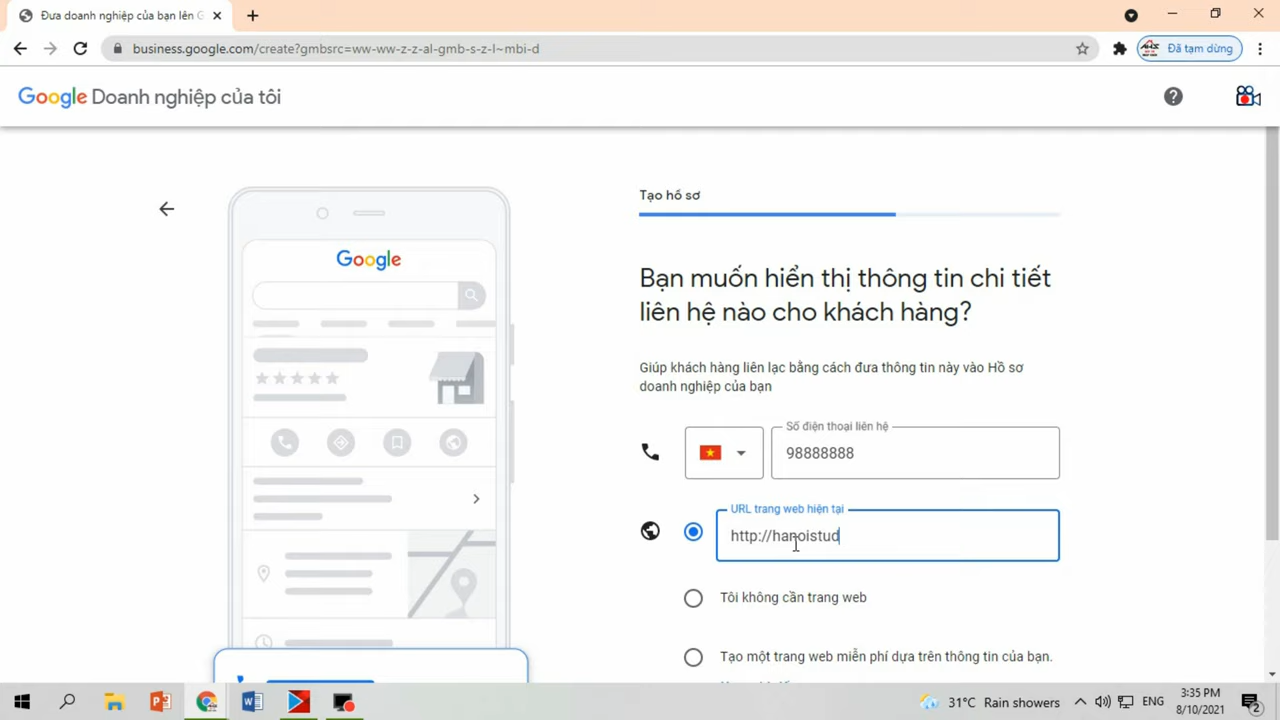 Đưa doanh nghiệp của bạn lên G
business.google.com/create?gmbsrc=ww-ww-z-z-al-gmb-s-z-l~mbi-d
Đã tạm dừng
Google Doanh nghiệp của tôi
Google
Tạo hồ sơ
Bạn muốn hiển thị thông tin chi tiết
liên hệ nào cho khách hàng?
Giúp khách hàng liên lạc bằng cách đưa thông tin này vào Hồ sơ
doanh nghiệp của bạn
Số điện thoại liên hệ
98888888
URL trang web hiện tại
http://hanoistud
Tôi không cần trang web
Tạo một trang web miễn phí dựa trên thông tin của bạn.
31°C Rain showers
ENG
3:35 PM
8/10/2021
2